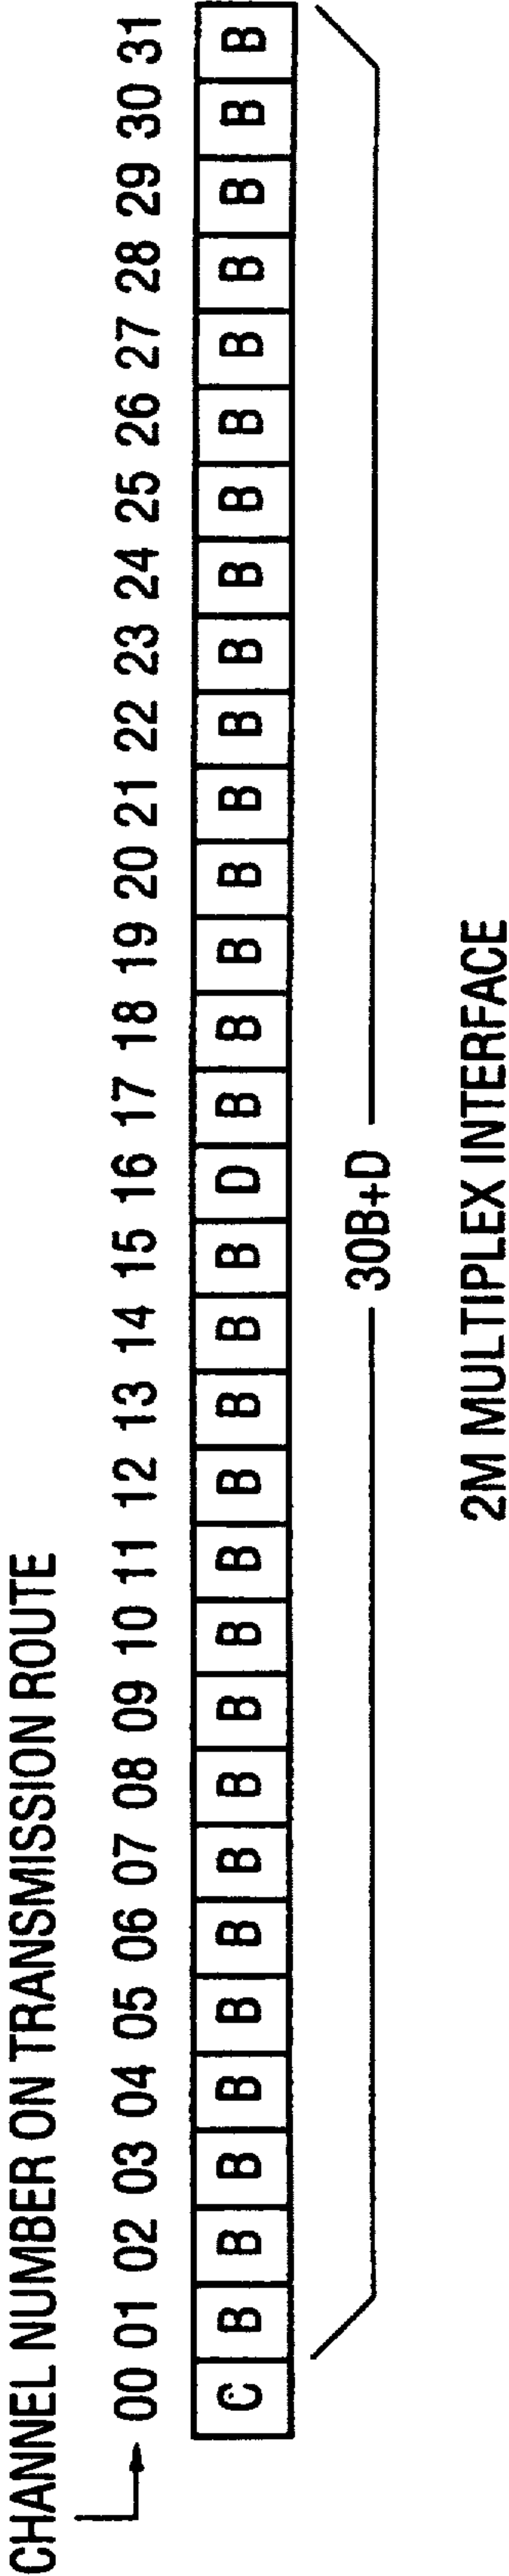 CHANNEL NUMBER ON TRANSMISSION ROUTE
00 01 02 03 04 05 06 07 08 09 10 11 12 13 14 15 16 17 18 19 20 21 22 23 24 25 26 27 28 29 30 31
C B B B B B B B B B B B B B B B D B B B B B B B B B B B B B B B
30B+D
2M MULTIPLEX INTERFACE